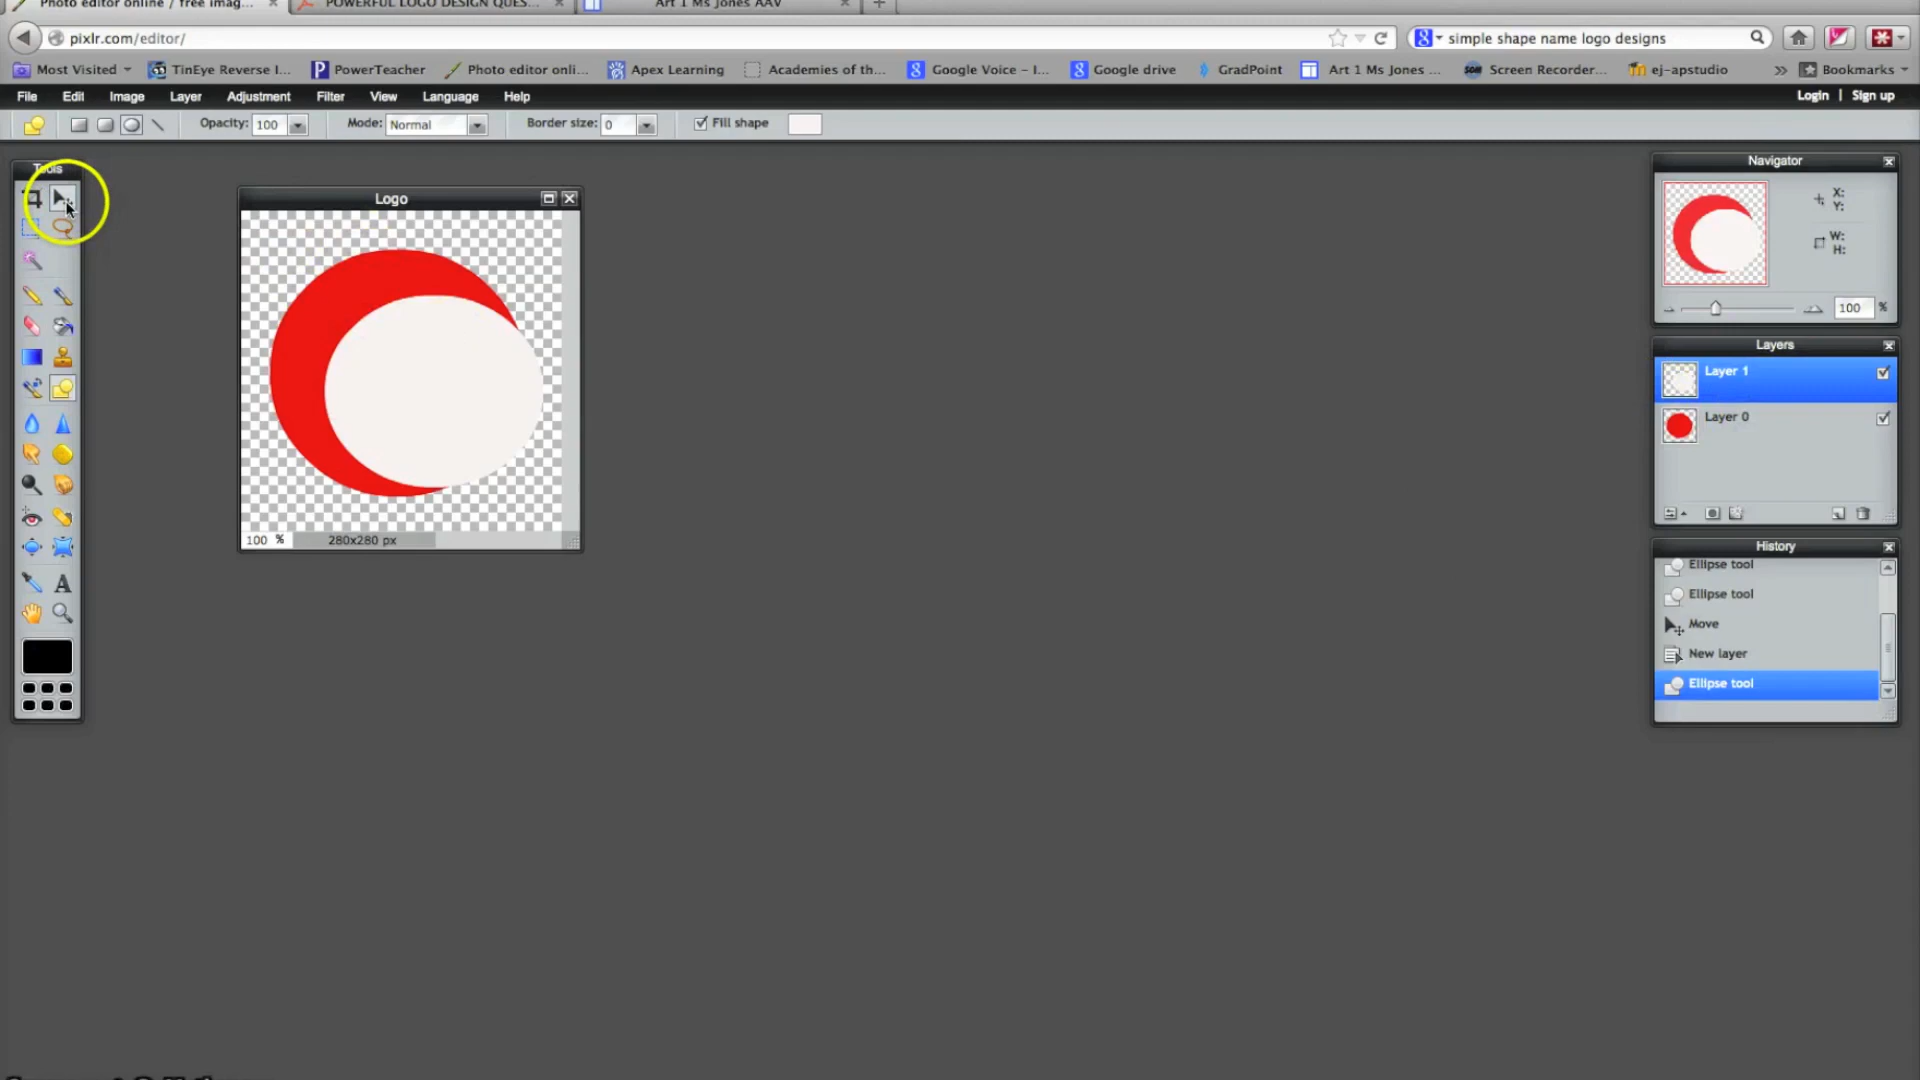 Photo editor online / free imag...
POWERFUL LOGO DESIGN QUES...
Art 1 Ms Jones AAV
pixlr.com/editor/
simple shape name logo designs
Most Visited
TinEye Reverse I...
PowerTeacher
Photo editor onli...
Apex Learning
Academies of th...
Google Voice – I...
Google drive
GradPoint
Art 1 Ms Jones ...
Screen Recorder...
ej-apstudio
Bookmarks
File Edit Image Layer Adjustment Filter View Language Help
Login | Sign up
Opacity: 100
Mode: Normal
Border size: 0
Fill shape
Tools
Logo
100 % 280x280 px
Navigator
X:
Y:
W:
H:
100 %
Layers
Layer 1
Layer 0
History
Ellipse tool
Ellipse tool
Move
New layer
Ellipse tool